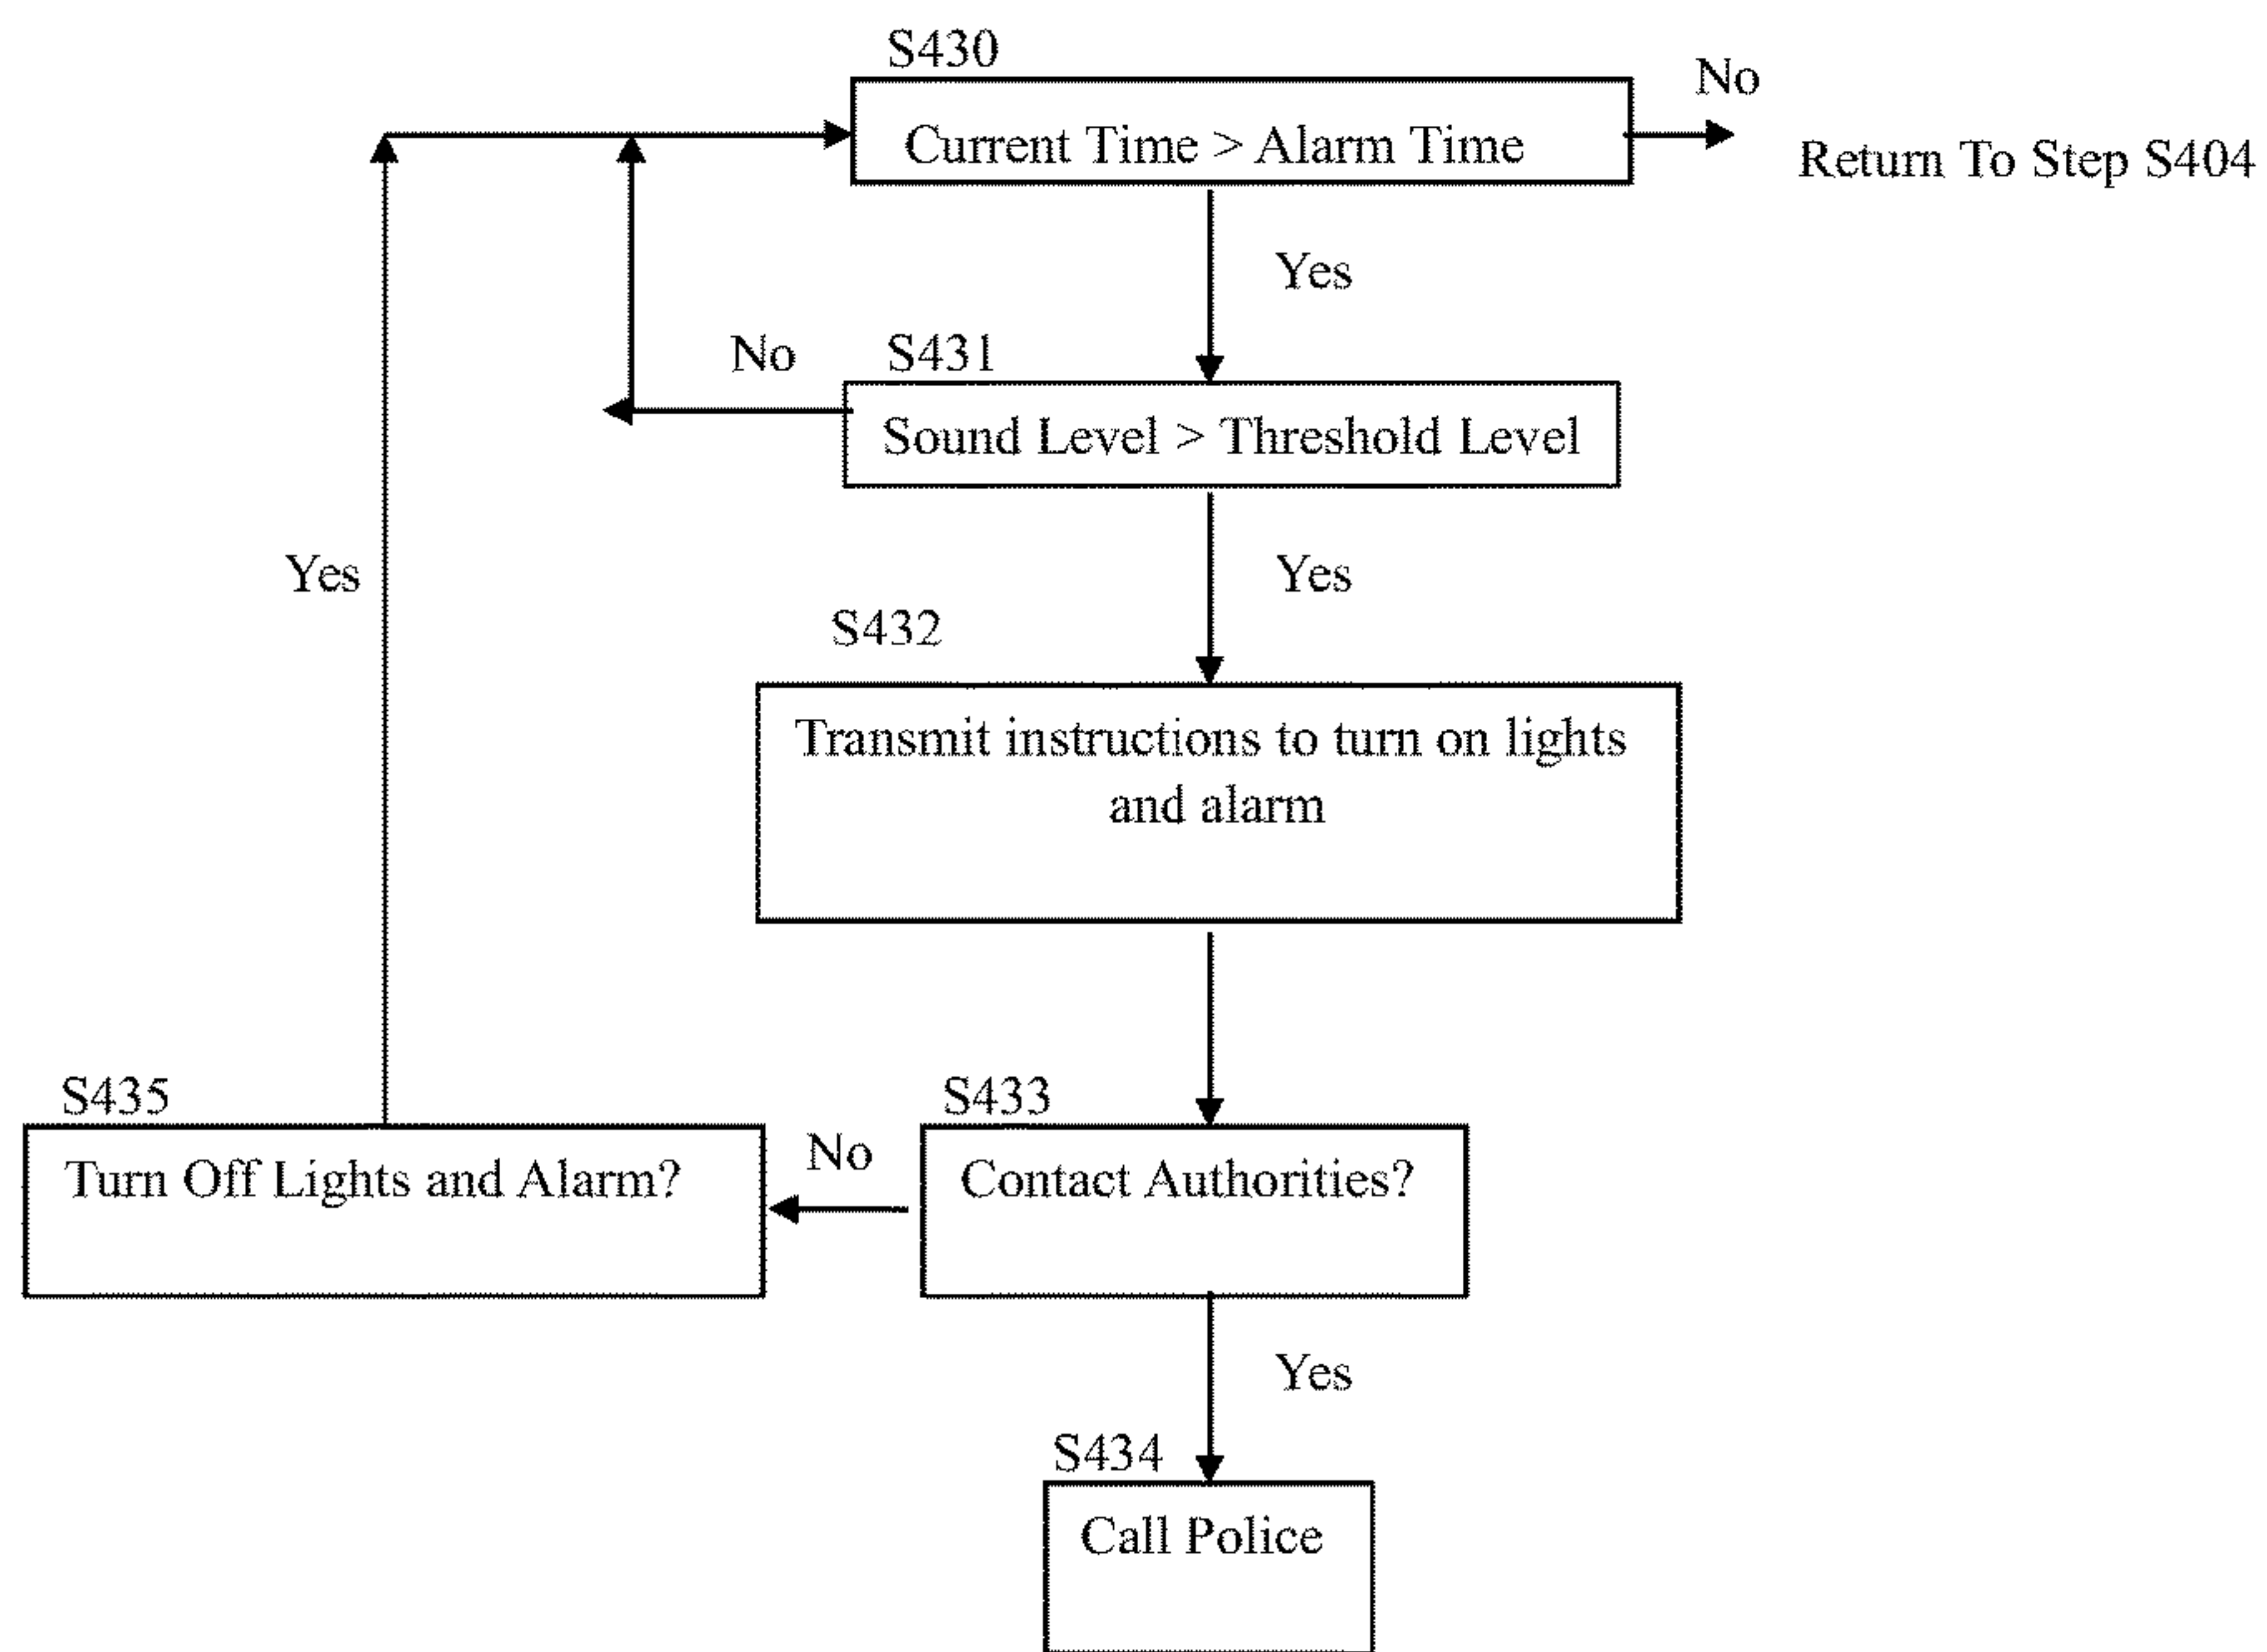 S430
No
Current Time > Alarm Time
Return To Step S404
Yes
No
S431
Sound Level > Threshold Level
Yes
Yes
S432
Transmit instructions to turn on lights
and alarm
S435
S433
No
Turn Off Lights and Alarm?
Contact Authorities?
Yes
S434
Call Police